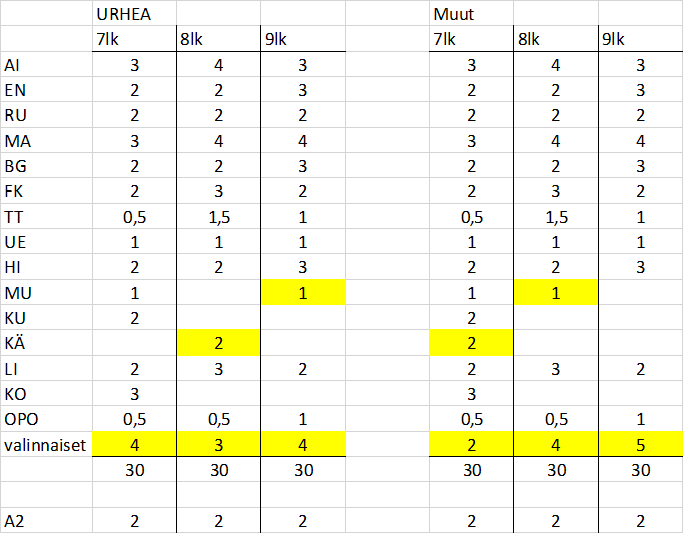 URHEA Muut
7lk 8lk 9lk 7lk 8lk 9lk
AI 3 4 3 3 4 3
EN 2 2 3 2 2 3
RU 2 2 2 2 2 2
MA 3 4 4 3 4 4
BG 2 2 3 2 2 3
FK 2 3 2 2 3 2
TT 0,5 1,5 1 0,5 1,5 1
UE 1 1 1 1 1 1
HI 2 2 3 2 2 3
MU 1 1 1 1
KU 2 2
KÄ 2 2
LI 2 3 2 2 3 2
KO 3 3
OPO 0,5 0,5 1 0,5 0,5 1
valinnaiset 4 3 4 2 4 5
30 30 30 30 30 30
A2 2 2 2 2 2 2